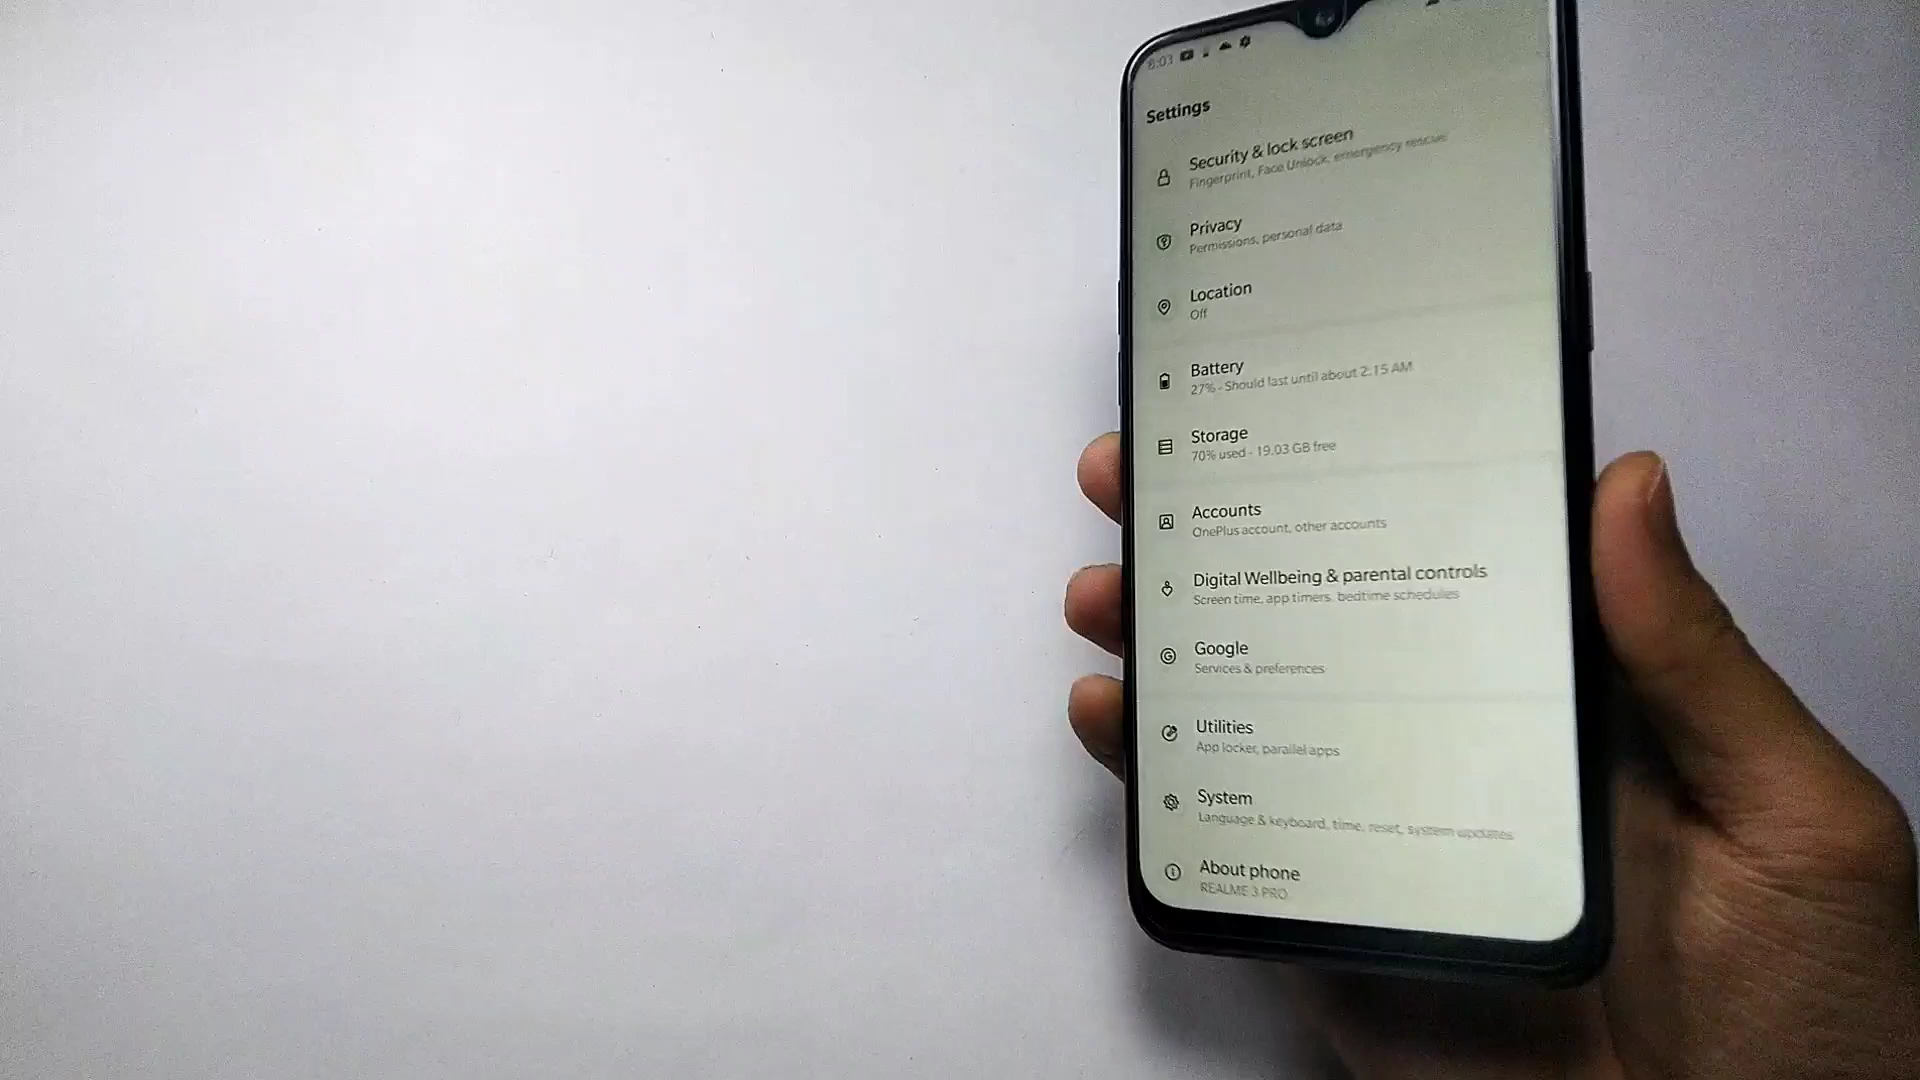 8:03
Settings
Security & lock screen
Fingerprint, Face Unlock, emergency rescue
Privacy
Permissions, personal data
Location
Off
Battery
27% - Should last until about 2:15 AM
Storage
70% used - 19.03 GB free
Accounts
OnePlus account, other accounts
Digital Wellbeing & parental controls
Screen time, app timers, bedtime schedules
Google
Services & preferences
Utilities
App locker, parallel apps
System
Language & keyboard, time, reset, system updates
About phone
REALME 3 PRO